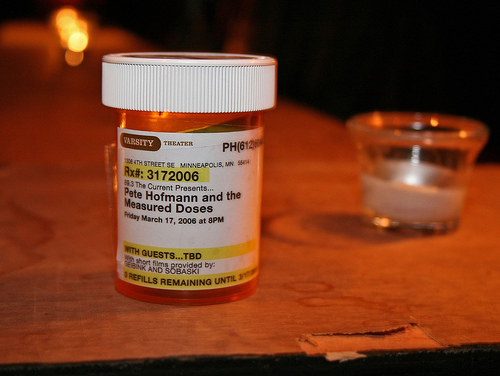 VARSITY THEATER
PH(612)
1308 4TH STREET SE MINNEAPOLIS, MN
Rx#: 3172006
89.3 The Current Presents...
Pete Hofmann and the
Measured Doses
Friday March 17, 2006 at 8PM
WITH GUESTS...TBD
with short films provided by:
AND SOBASKI
0 REFILLS REMAINING UNTIL